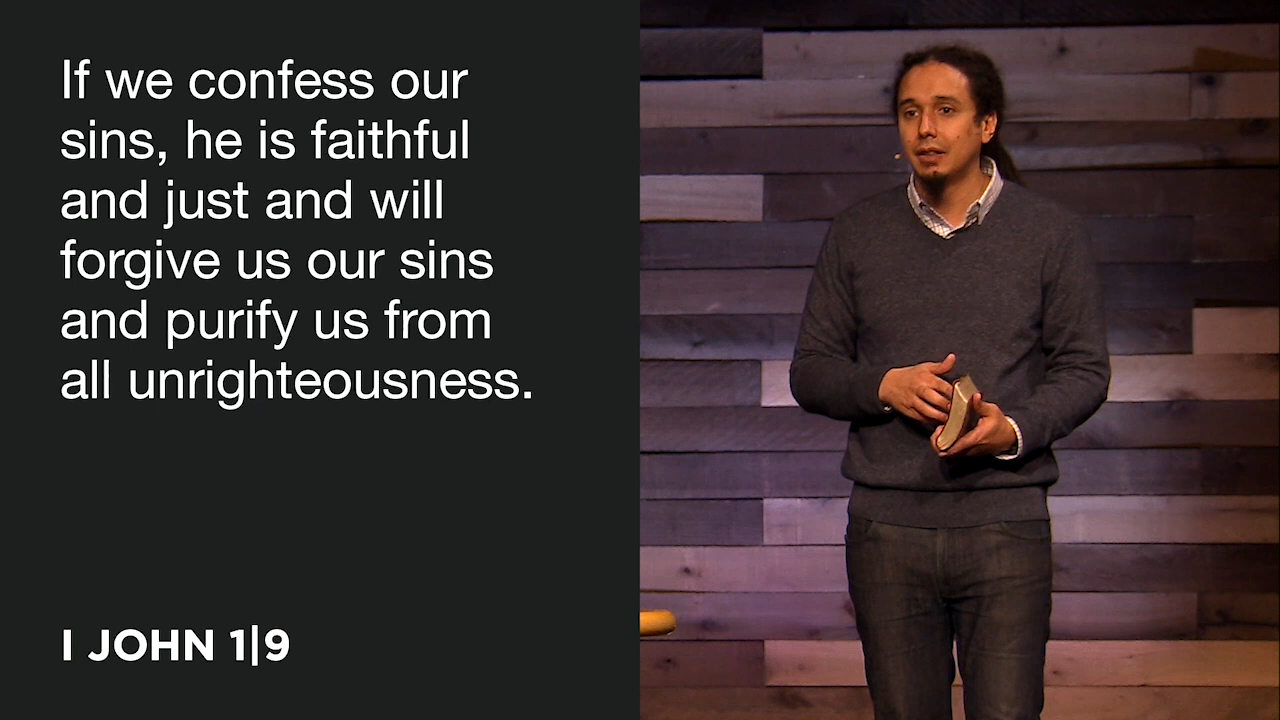 If we confess our
sins, he is faithful
and just and will
forgive us our sins
and purify us from
all unrighteousness.
I JOHN 1|9